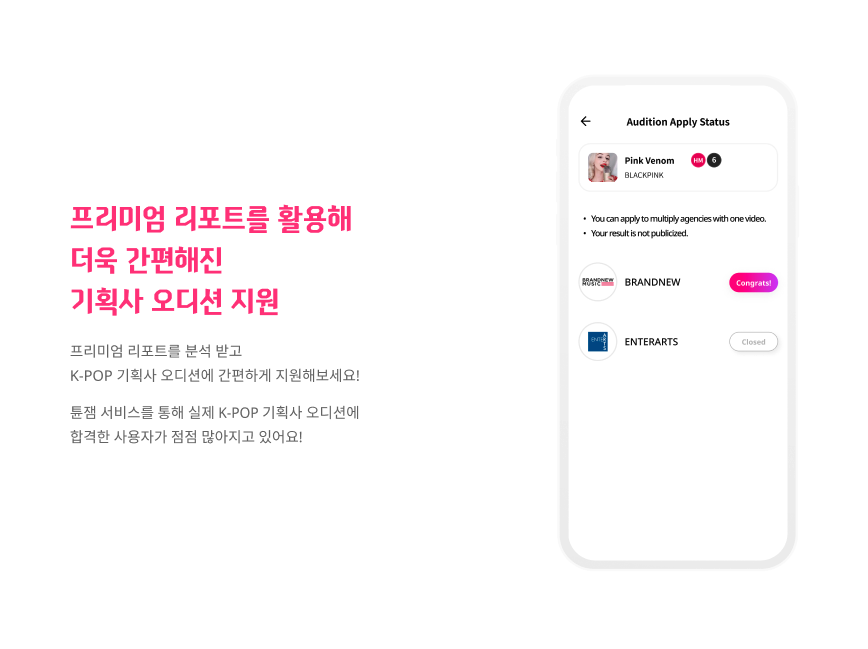 프리미엄 리포트를 활용해
더욱 간편해진
기획사 오디션 지원
프리미엄 리포트를 분석 받고
K-POP 기획사 오디션에 간편하게 지원해보세요!
튠잼 서비스를 통해 실제 K-POP 기획사 오디션에
합격한 사용자가 점점 많아지고 있어요!
Audition Apply Status
Pink Venom HM 6
BLACKPINK
• You can apply to multiply agencies with one video.
• Your result is not publicized.
BRANDNEW
MUSIC
BRANDNEW Congrats!
ENTER
ARTS
ENTERARTS Closed